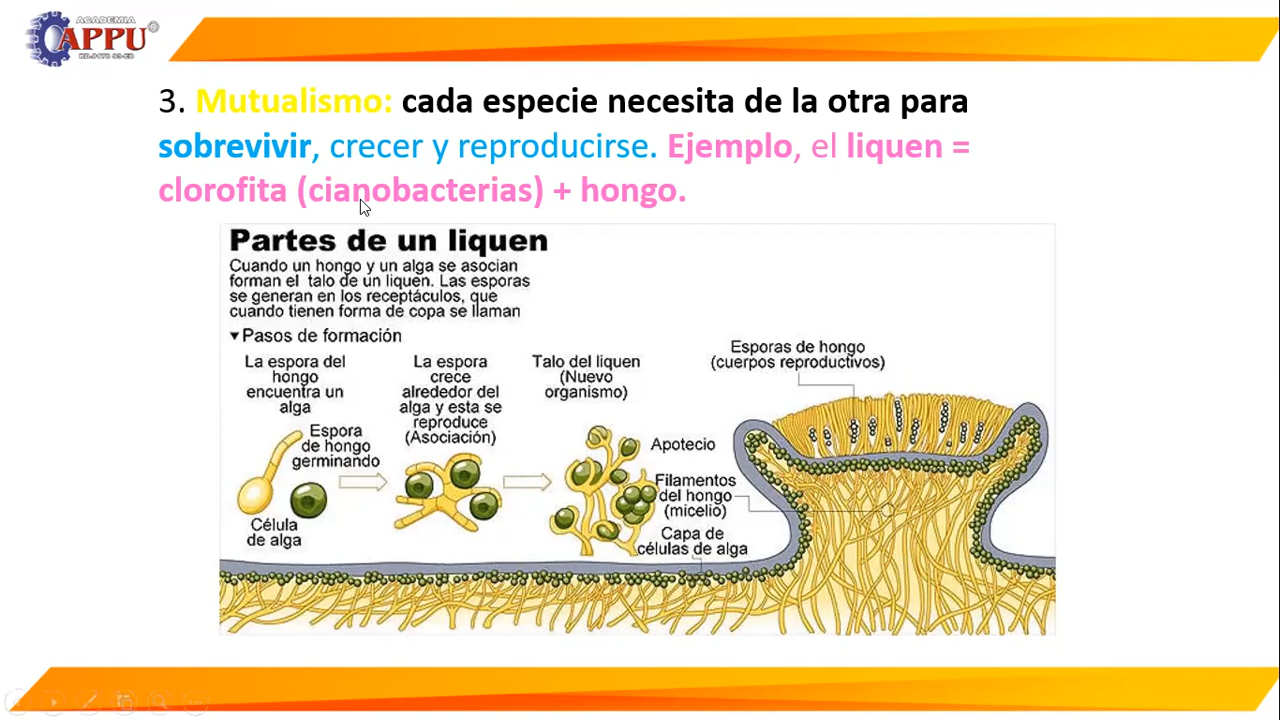 ACADEMIA
APPU
3. Mutualismo: cada especie necesita de la otra para
sobrevivir, crecer y reproducirse. Ejemplo, el liquen =
clorofita (cianobacterias) + hongo.
Partes de un liquen
Cuando un hongo y un alga se asocian
forman el talo de un liquen. Las esporas
se generan en los receptáculos, que
cuando tienen forma de copa se llaman
Pasos de formación
La espora del
hongo
encuentra un
alga
Espora
de hongo
germinando
Célula
de alga
La espora
crece
alrededor del
alga y esta se
reproduce
(Asociación)
Talo del liquen
(Nuevo
organismo)
Esporas de hongo
(cuerpos reproductivos)
Apotecio
Filamentos
del hongo
(micelio)
Capa de
células de alga